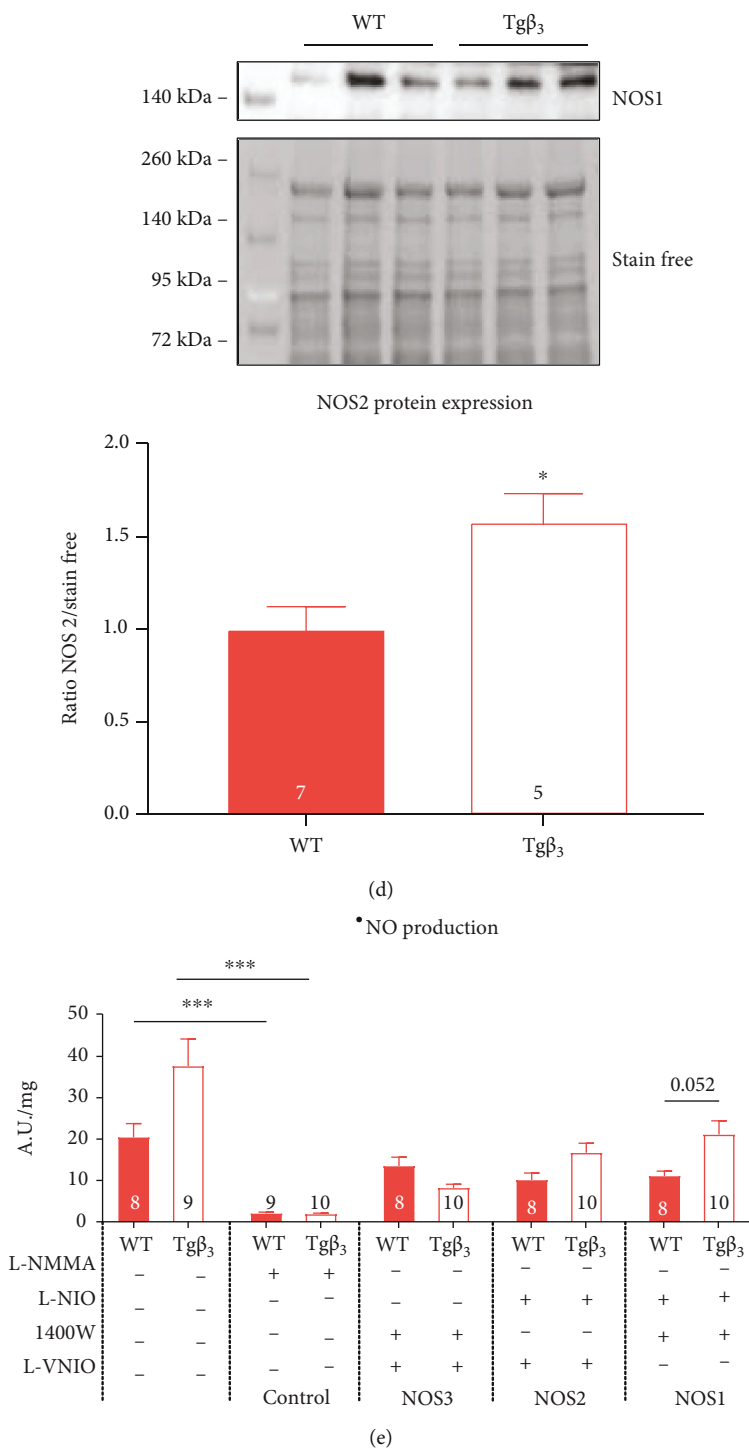 WT Tgβ3
140 kDa –
NOS1
260 kDa –
140 kDa –
Stain free
95 kDa –
72 kDa –
NOS2 protein expression
2.0
*
1.5
1.0
0.5
0.0
Ratio NOS 2/stain free
7 5
WT Tgβ3
(d)
•NO production
***
***
50
40
30
20
10
0
A.U./mg
0.052
8 9 9 10 8 10 8 10 8 10
WT Tgβ3 WT Tgβ3 WT Tgβ3 WT Tgβ3 WT Tgβ3
L-NMMA – – + + – – – – – –
L-NIO – – – – – – + + + +
1400W – – – – + + – – + +
L-VNIO – – – – + + + + – –
Control NOS3 NOS2 NOS1
(e)